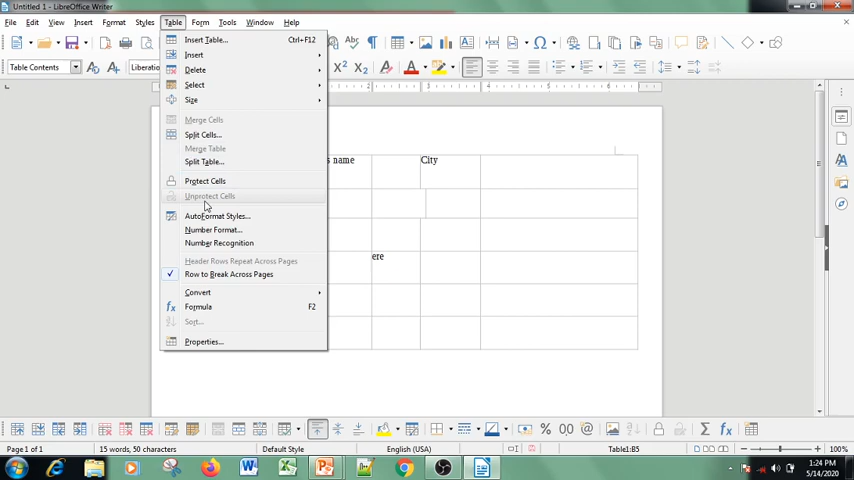 Untitled 1 - LibreOffice Writer
File Edit View Insert Format Styles Table Form Tools Window Help
Insert Table... Ctrl+F12
Insert
Delete
Select
Size
Merge Cells
Split Cells...
Merge Table
Split Table...
Protect Cells
Unprotect Cells
AutoFormat Styles...
Number Format...
Number Recognition
Header Rows Repeat Across Pages
Row to Break Across Pages
Convert
Formula F2
Sort...
Properties...
Table Contents
2 3 4 5
name City
ere
Page 1 of 1 15 words, 50 characters Default Style English (USA) Table1:B5 100%
1:24 PM
5/14/2020